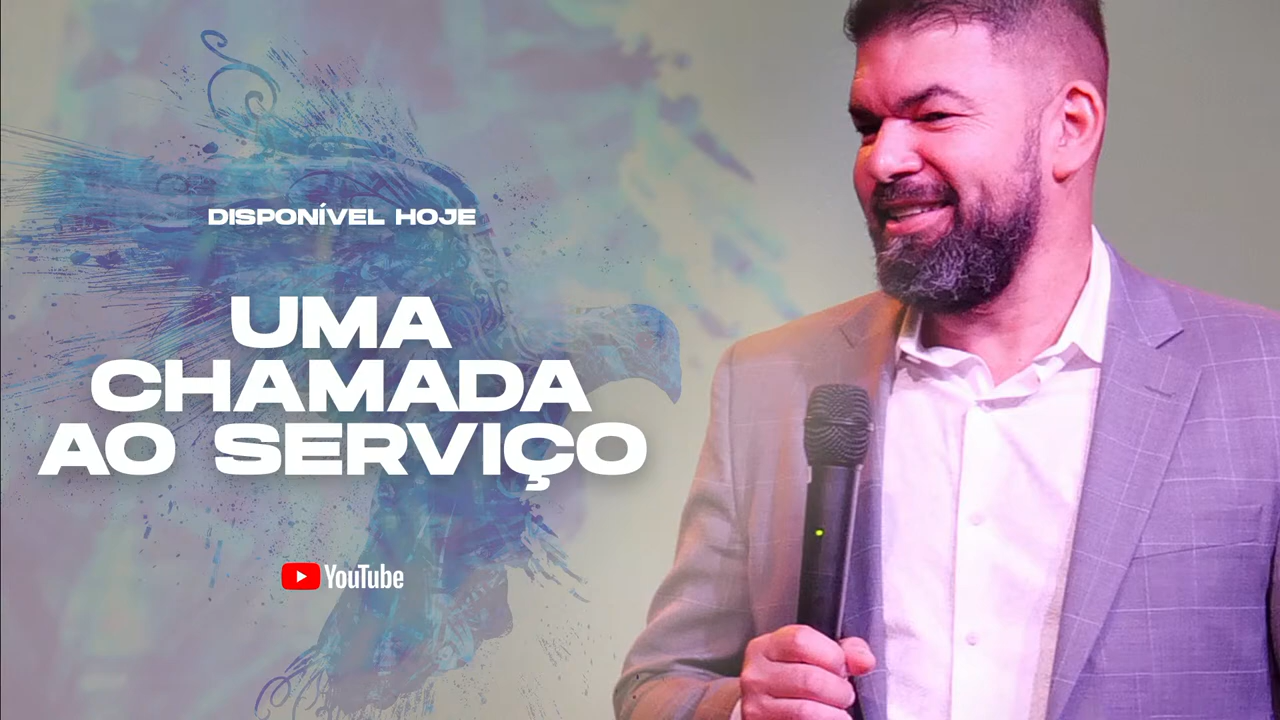 DISPONÍVEL HOJE
UMA
CHAMADA
AO SERVIÇO
YouTube